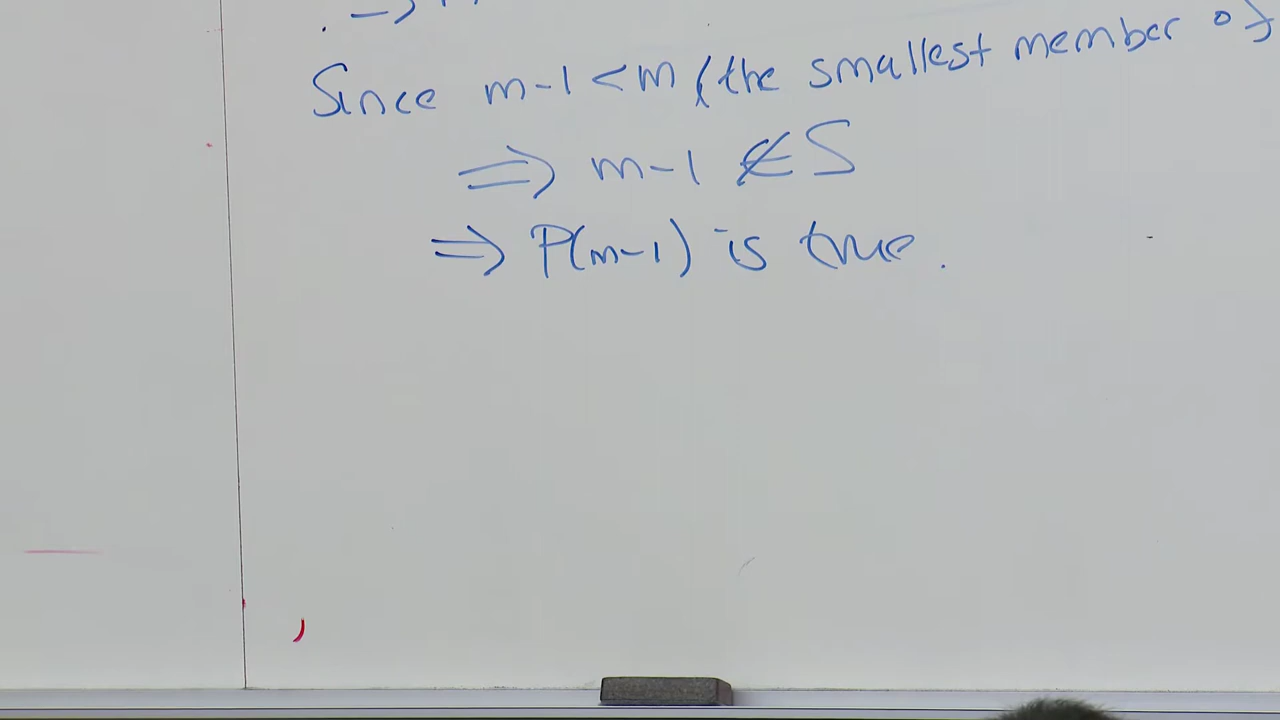 Since m-1 < m (the smallest member of
⟹ m-1 ∉ S
⟹ P(m-1) is true.